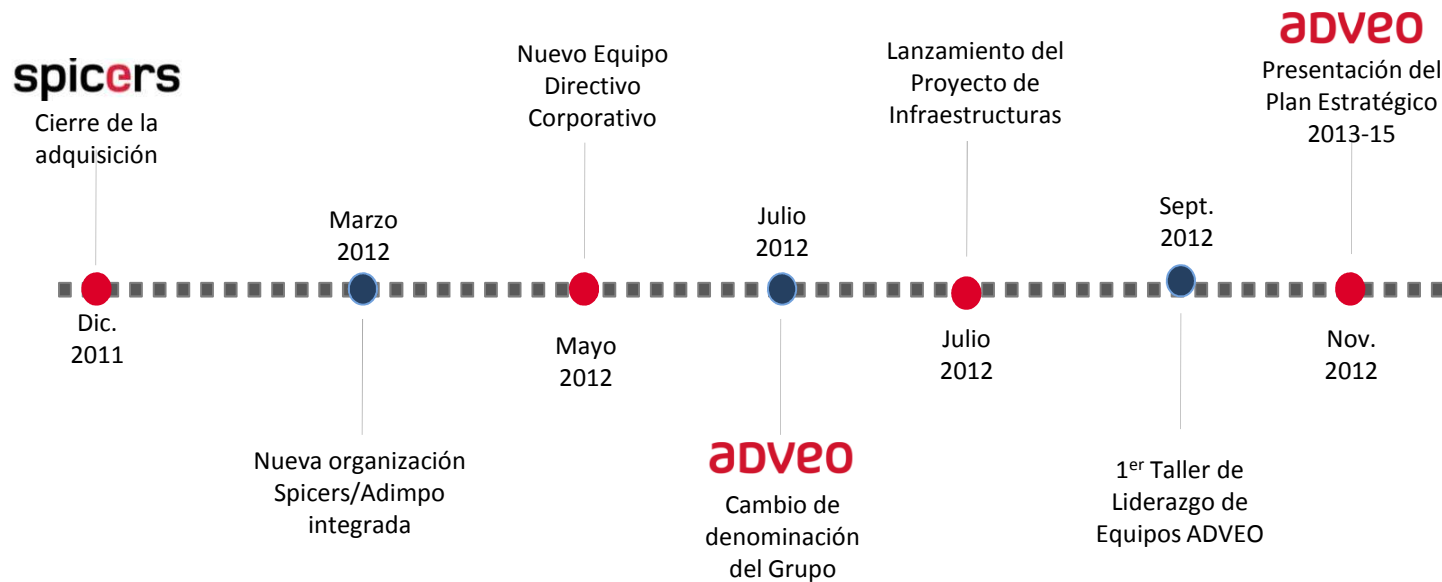 spicers
Cierre de la
adquisición
Dic.
2011
Marzo
2012
Nueva organización
Spicers/Adimpo
integrada
Nuevo Equipo
Directivo
Corporativo
Mayo
2012
Julio
2012
aDVeo
Cambio de
denominación
del Grupo
Lanzamiento del
Proyecto de
Infraestructuras
Julio
2012
Sept.
2012
1er Taller de
Liderazgo de
Equipos ADVEO
aDVeo
Presentación del
Plan Estratégico
2013-15
Nov.
2012